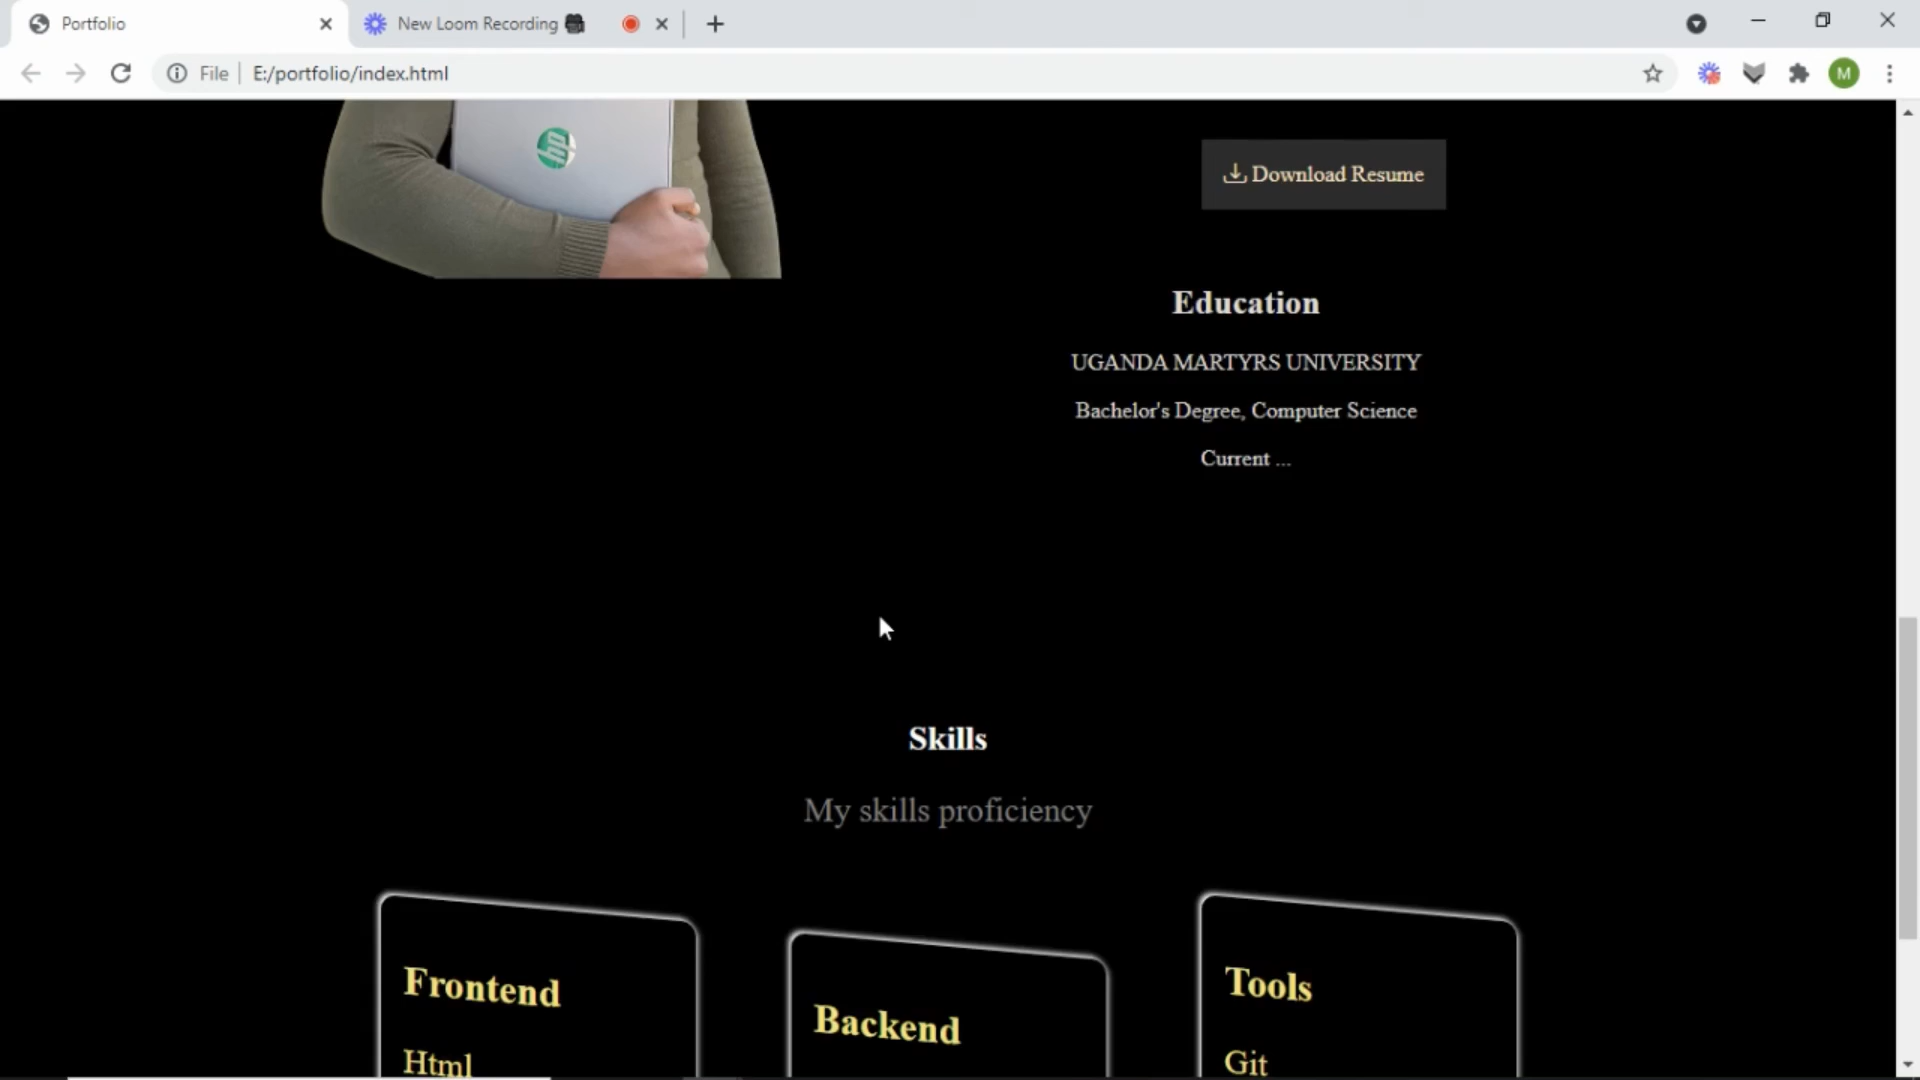 Portfolio
New Loom Recording
File
E:/portfolio/index.html
M
hp
Download Resume
Education
UGANDA MARTYRS UNIVERSITY
Bachelor's Degree, Computer Science
Current ...
Skills
My skills proficiency
Frontend
Html
Backend
Tools
Git